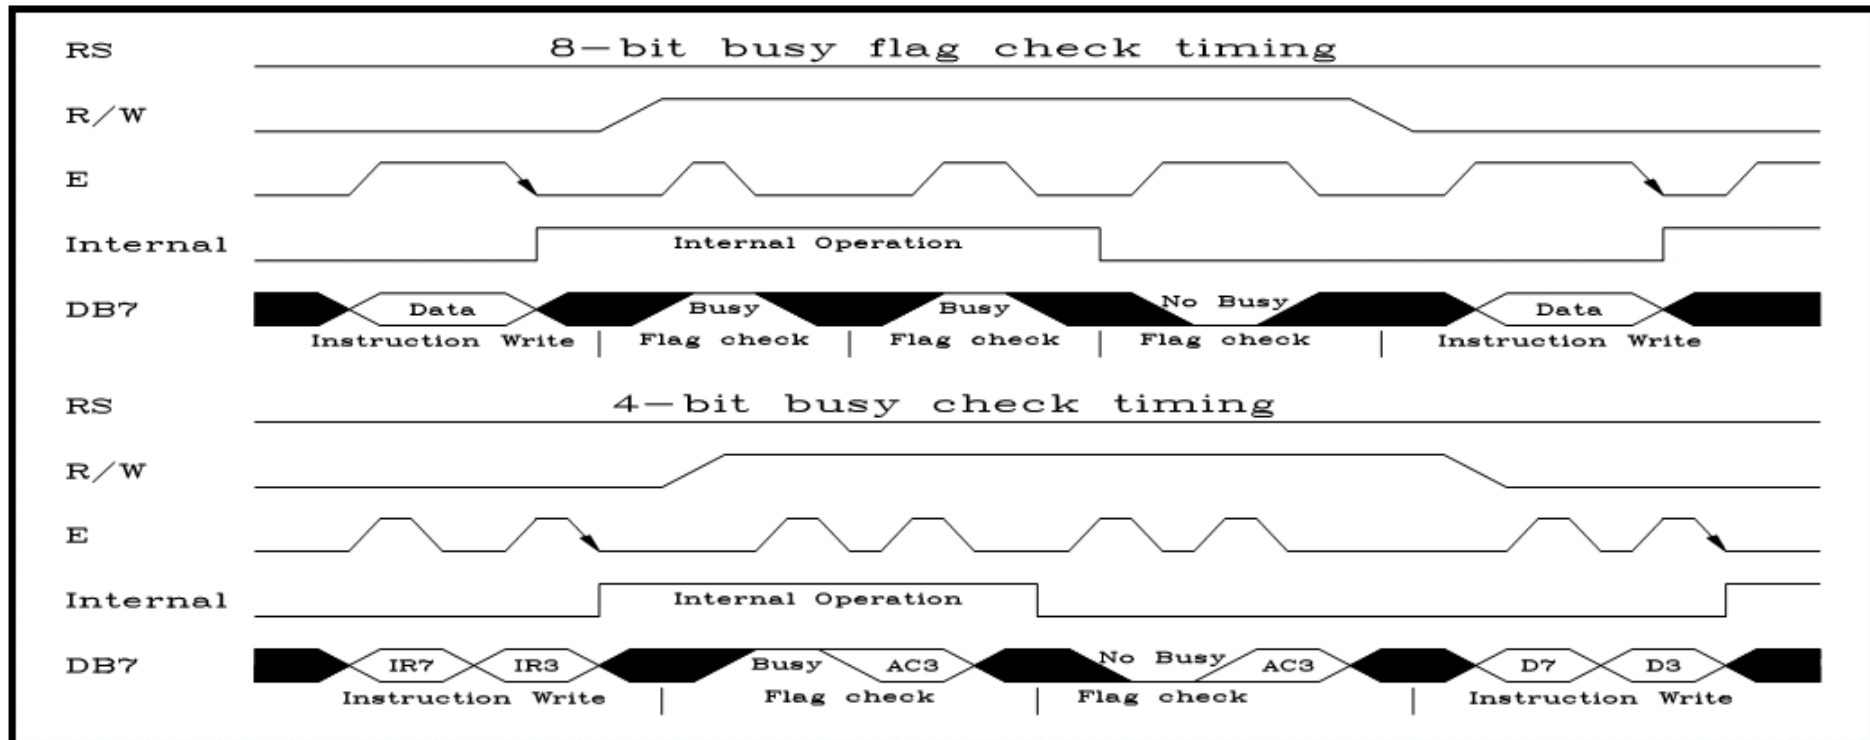 RS 8-bit busy flag check timing
R/W
E
Internal Internal Operation
DB7 Data Busy Busy No Busy Data
Instruction Write | Flag check | Flag check | Flag check | Instruction Write
RS 4-bit busy check timing
R/W
E
Internal Internal Operation
DB7 IR7 IR3 Busy AC3 No Busy AC3 D7 D3
Instruction Write | Flag check | Flag check | Instruction Write